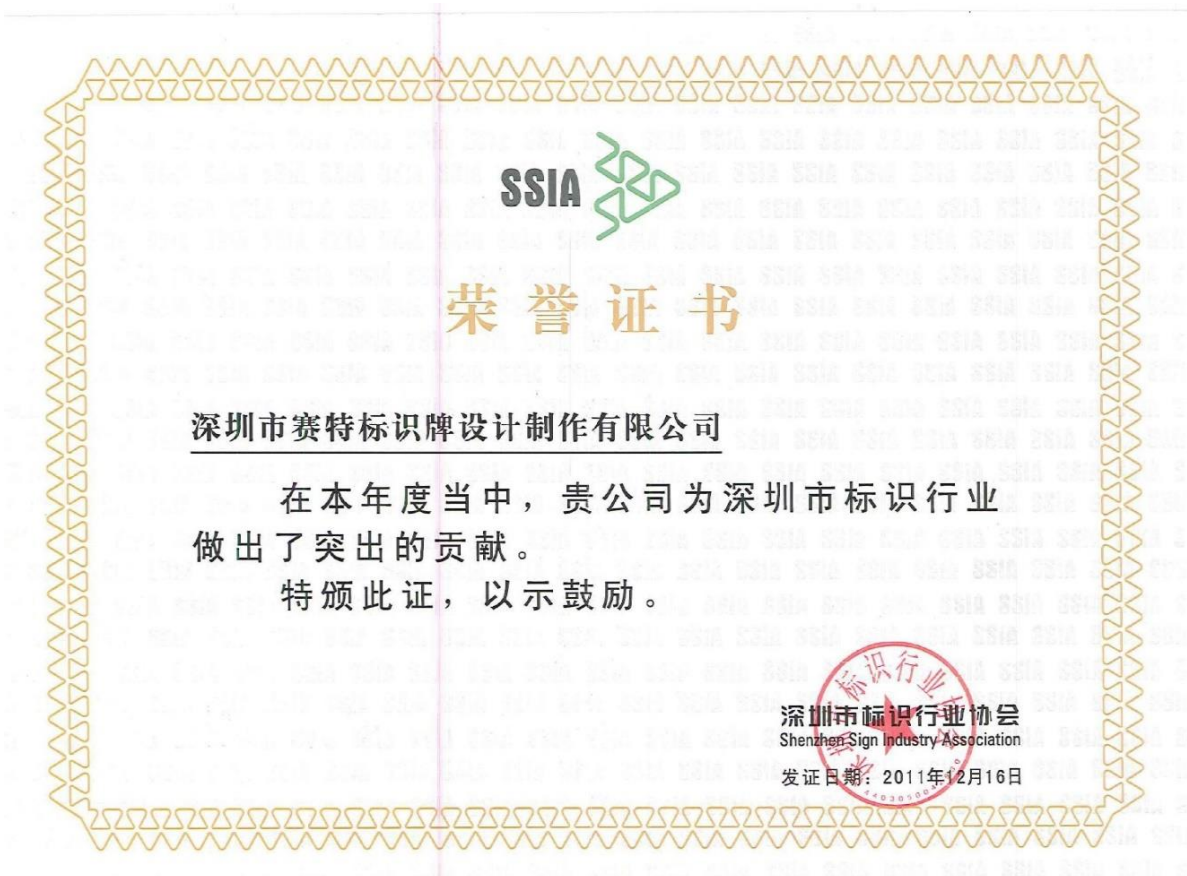 SSIA
荣誉证书
深圳市赛特标识牌设计制作有限公司
在本年度当中，贵公司为深圳市标识行业
做出了突出的贡献。
特颁此证，以示鼓励。
深圳市标识行业协会
Shenzhen Sign Industry Association
发证日期：2011年12月16日